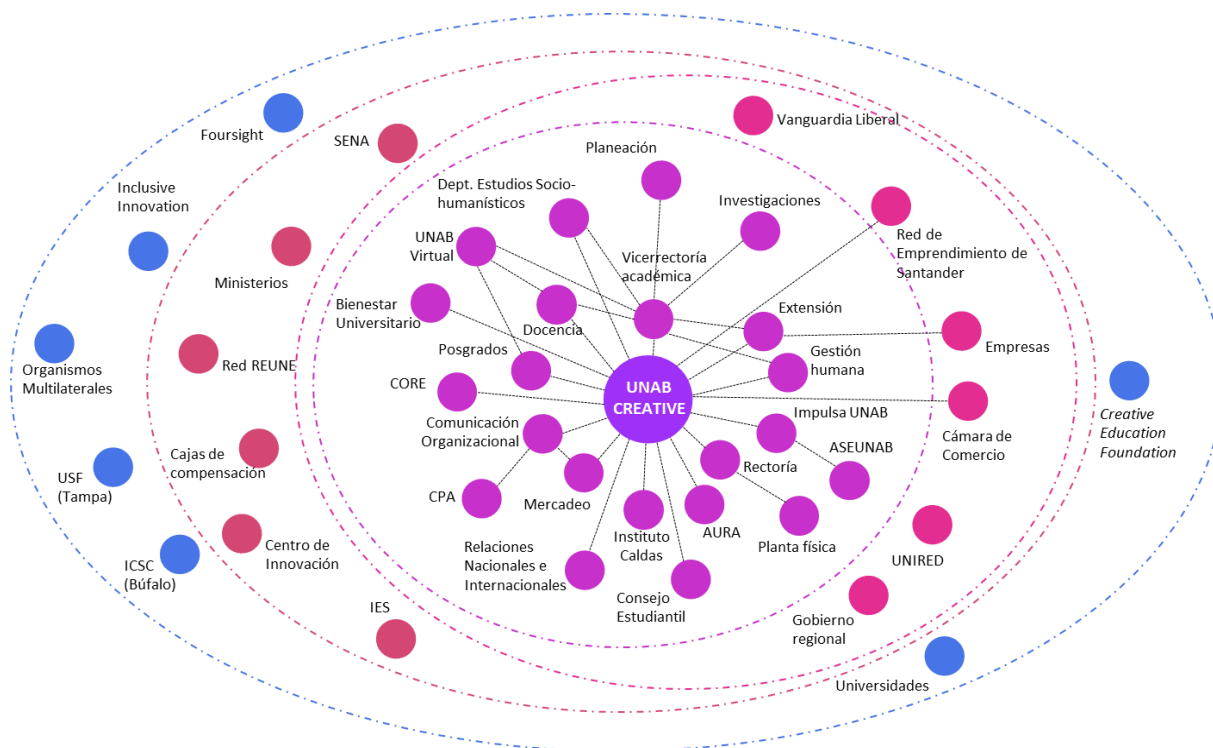 Foursight
SENA
Vanguardia Liberal
Planeación
Inclusive
Innovation
Dept. Estudios Socio-
humanísticos
Investigaciones
UNAB
Virtual
Vicerrectoría
académica
Red de
Emprendimiento de
Santander
Ministerios
Bienestar
Universitario
Docencia
Extensión
Organismos
Multilaterales
Red REUNE
Posgrados
Gestión
humana
Empresas
CORE
UNAB
CREATIVE
Impulsa UNAB
Comunicación
Organizacional
Cámara de
Comercio
Creative
Education
Foundation
Cajas de
compensación
ASEUNAB
Rectoría
USF
(Tampa)
CPA
Mercadeo
Instituto
Caldas
AURA
Planta física
Centro de
Innovación
ICSC
(Búfalo)
Relaciones
Nacionales e
Internacionales
Consejo
Estudiantil
UNIRED
IES
Gobierno
regional
Universidades